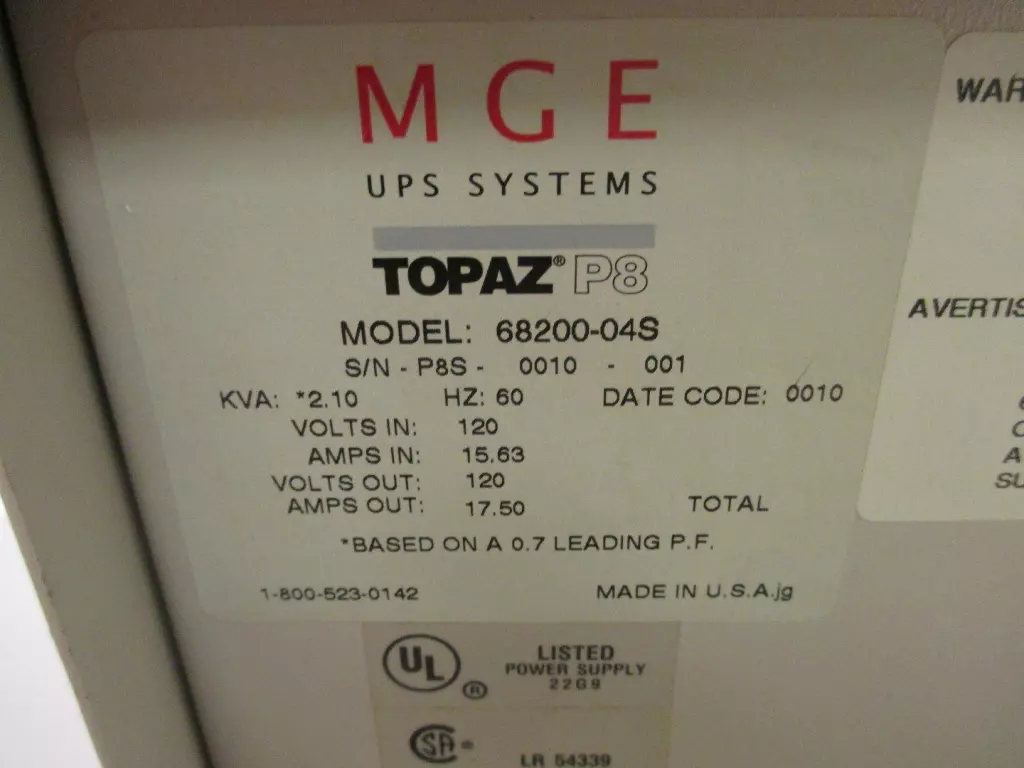 MGE
UPS SYSTEMS
TOPAZ® P8
MODEL: 68200-04S
S/N - P8S - 0010 - 001
KVA: *2.10 HZ: 60 DATE CODE: 0010
VOLTS IN: 120
AMPS IN: 15.63
VOLTS OUT: 120
AMPS OUT: 17.50 TOTAL
*BASED ON A 0.7 LEADING P.F.
1-800-523-0142 MADE IN U.S.A.jg
UL ®
LISTED
POWER SUPPLY
22G9
SA ®
LR 54339
WAR
AVERTIS
A
SU